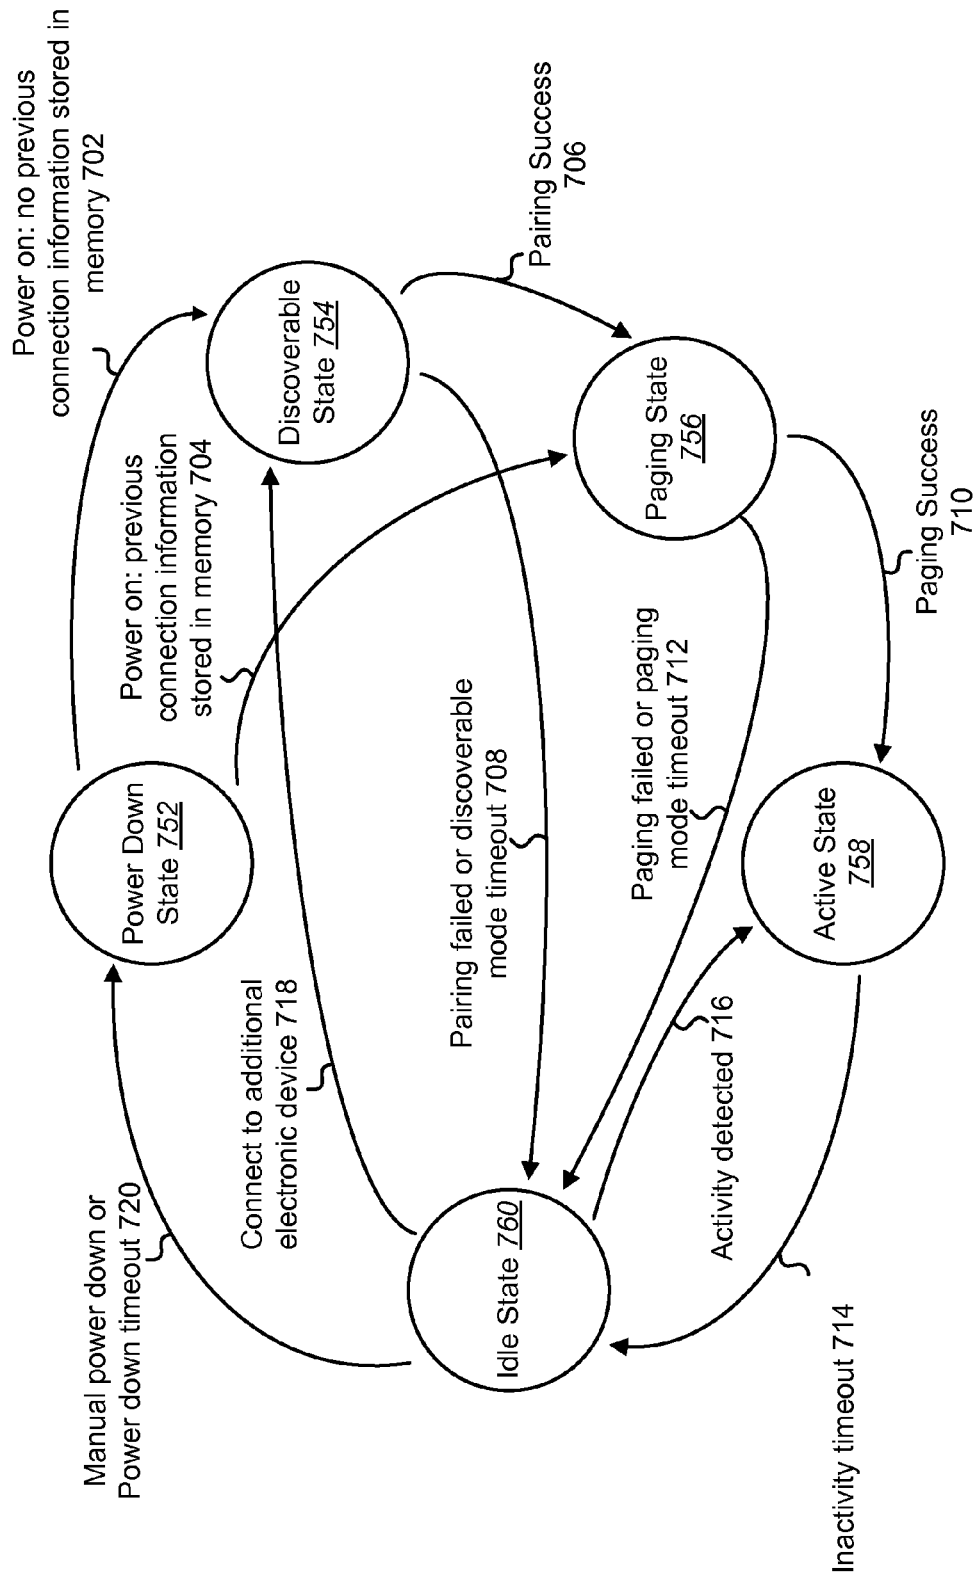 Power on: no previous
connection information stored in
memory 702
Power Down
State 752
Power on: previous
connection information
stored in memory 704
Discoverable
State 754
Pairing Success
706
Manual power down or
Power down timeout 720
Connect to additional
electronic device 718
Pairing failed or discoverable
mode timeout 708
Paging State
756
Idle State 760
Paging failed or paging
mode timeout 712
Activity detected 716
Active State
758
Paging Success
710
Inactivity timeout 714